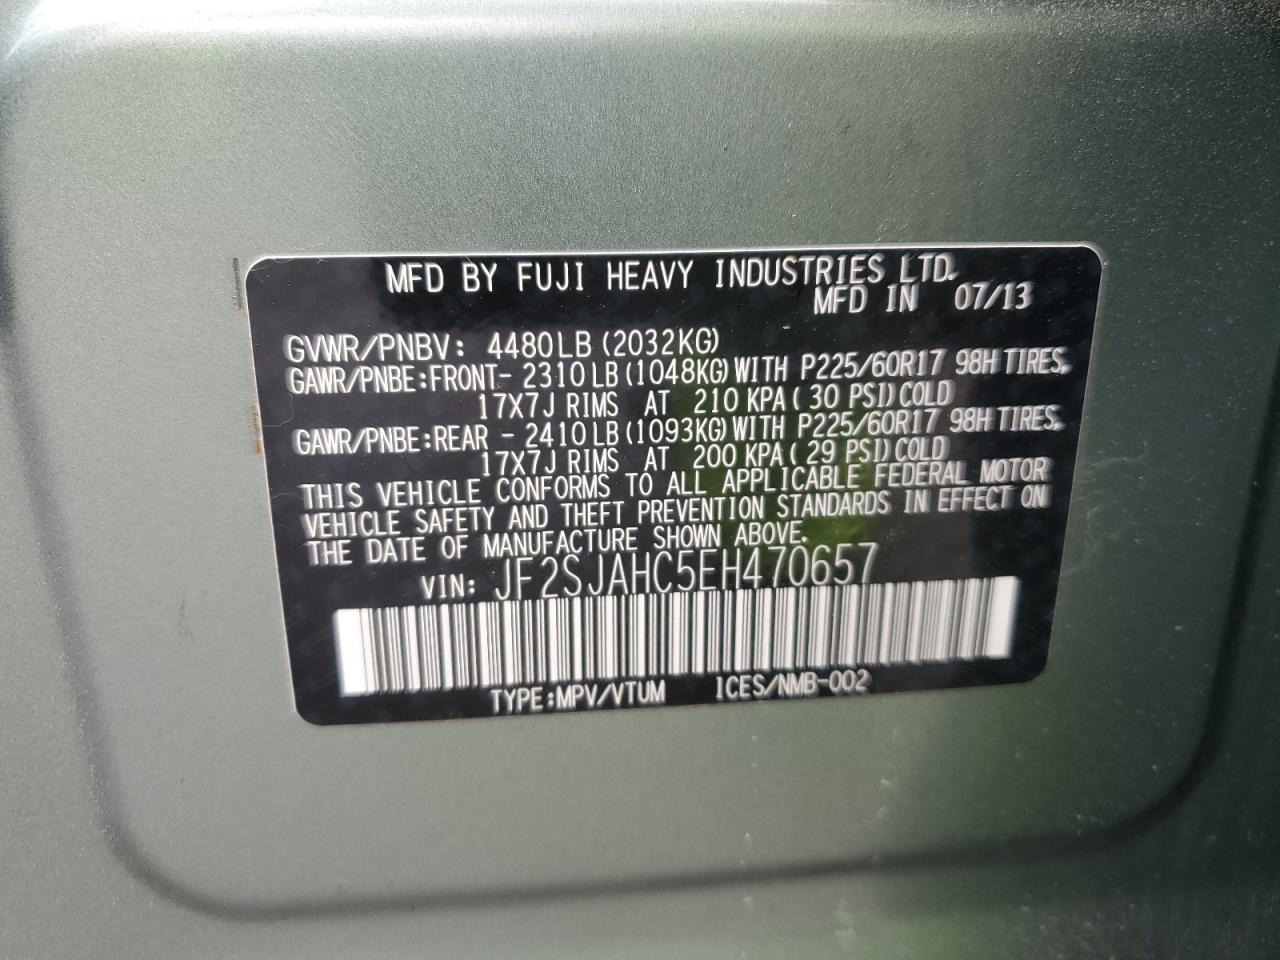 MFD BY FUJI HEAVY INDUSTRIES LTD.
MFD IN 07/13
GVWR/PNBV: 4480LB (2032KG)
GAWR/PNBE:FRONT- 2310LB (1048KG) WITH P225/60R17 98H TIRES,
17X7J RIMS AT 210 KPA ( 30 PSI) COLD
GAWR/PNBE:REAR - 2410LB (1093KG) WITH P225/60R17 98H TIRES,
17X7J RIMS AT 200 KPA ( 29 PSI) COLD
THIS VEHICLE CONFORMS TO ALL APPLICABLE FEDERAL MOTOR
VEHICLE SAFETY AND THEFT PREVENTION STANDARDS IN EFFECT ON
THE DATE OF MANUFACTURE SHOWN ABOVE.
VIN: JF2SJAHC5EH470657
TYPE:MPV/VTUM ICES/NMB-002